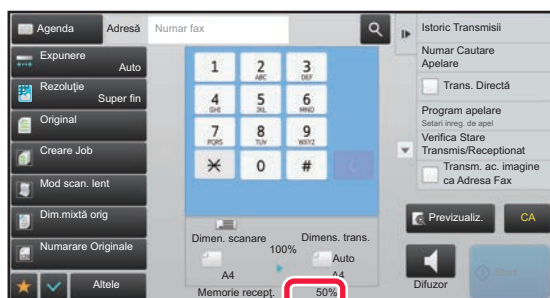 Agenda
Adresă
Numar fax
Expunere
Auto
Rezoluție
Super fin
Original
Creare Job
Mod scan. lent
Dim.mixtă orig
Numarare Originale
Altele
1
2 ABC
3 DEF
4 GHI
5 JKL
6 MNO
7 PQRS
8 TUV
9 WXYZ
0
#
Dimen. scanare
100%
Dimens. trans.
A4
Auto
A4
Memorie recepț.
50%
Istoric Transmisii
Numar Cautare
Apelare
Trans. Directă
Program apelare
Setari inreg. de apel
Verifica Stare
Transmis/Receptionat
Transm. ac. imagine
ca Adresa Fax
Previzualiz.
CA
Difuzor
Start